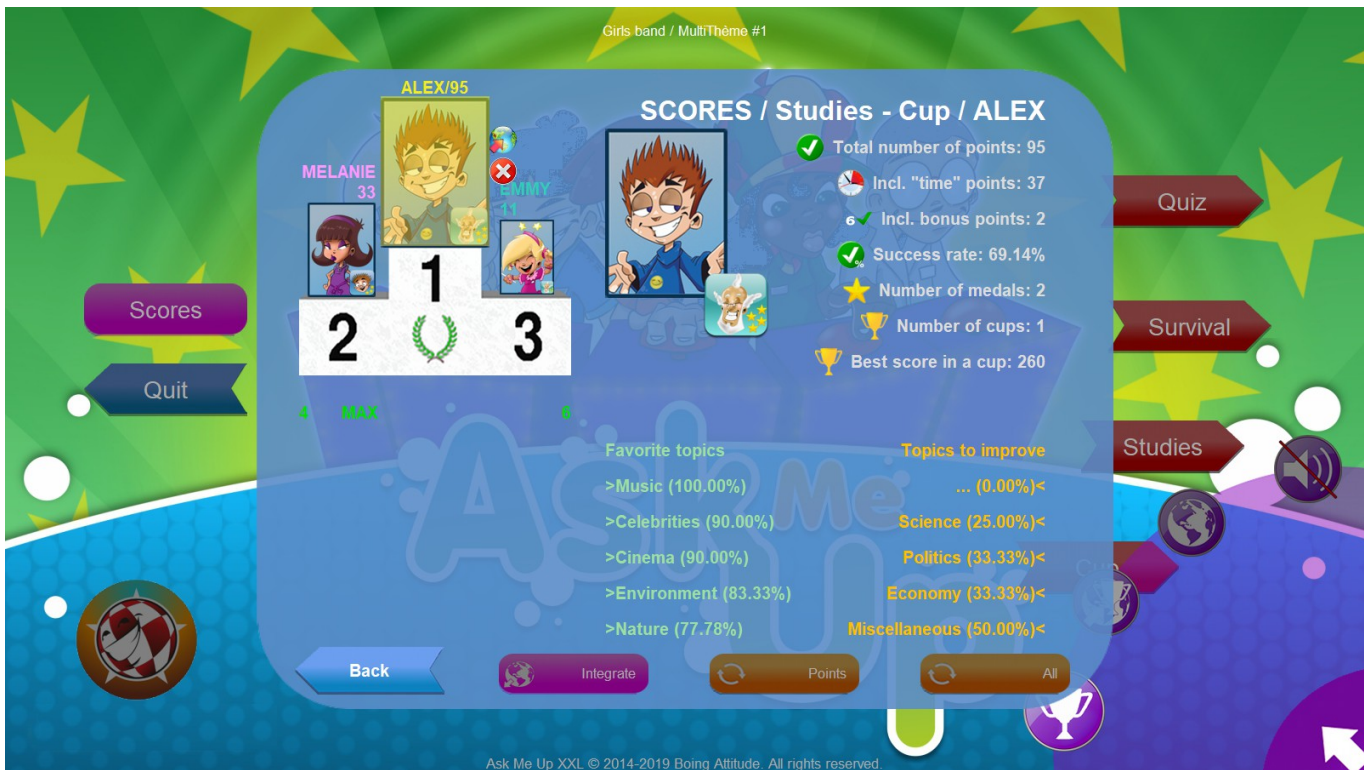 Girls band / MultiThème #1
ALEX/95
SCORES / Studies - Cup / ALEX
MELANIE
33
EMMY
11
1
2
3
4 MAX 6
Total number of points: 95
Incl. "time" points: 37
6 Incl. bonus points: 2
% Success rate: 69.14%
Number of medals: 2
Number of cups: 1
Best score in a cup: 260
Scores
Quit
Quiz
Survival
Studies
Cup
Ask Me Up
Favorite topics
>Music (100.00%)
>Celebrities (90.00%)
>Cinema (90.00%)
>Environment (83.33%)
>Nature (77.78%)
Topics to improve
... (0.00%)<
Science (25.00%)<
Politics (33.33%)<
Economy (33.33%)<
Miscellaneous (50.00%)<
Back
Integrate
Points
All
Ask Me Up XXL © 2014-2019 Boing Attitude. All rights reserved.